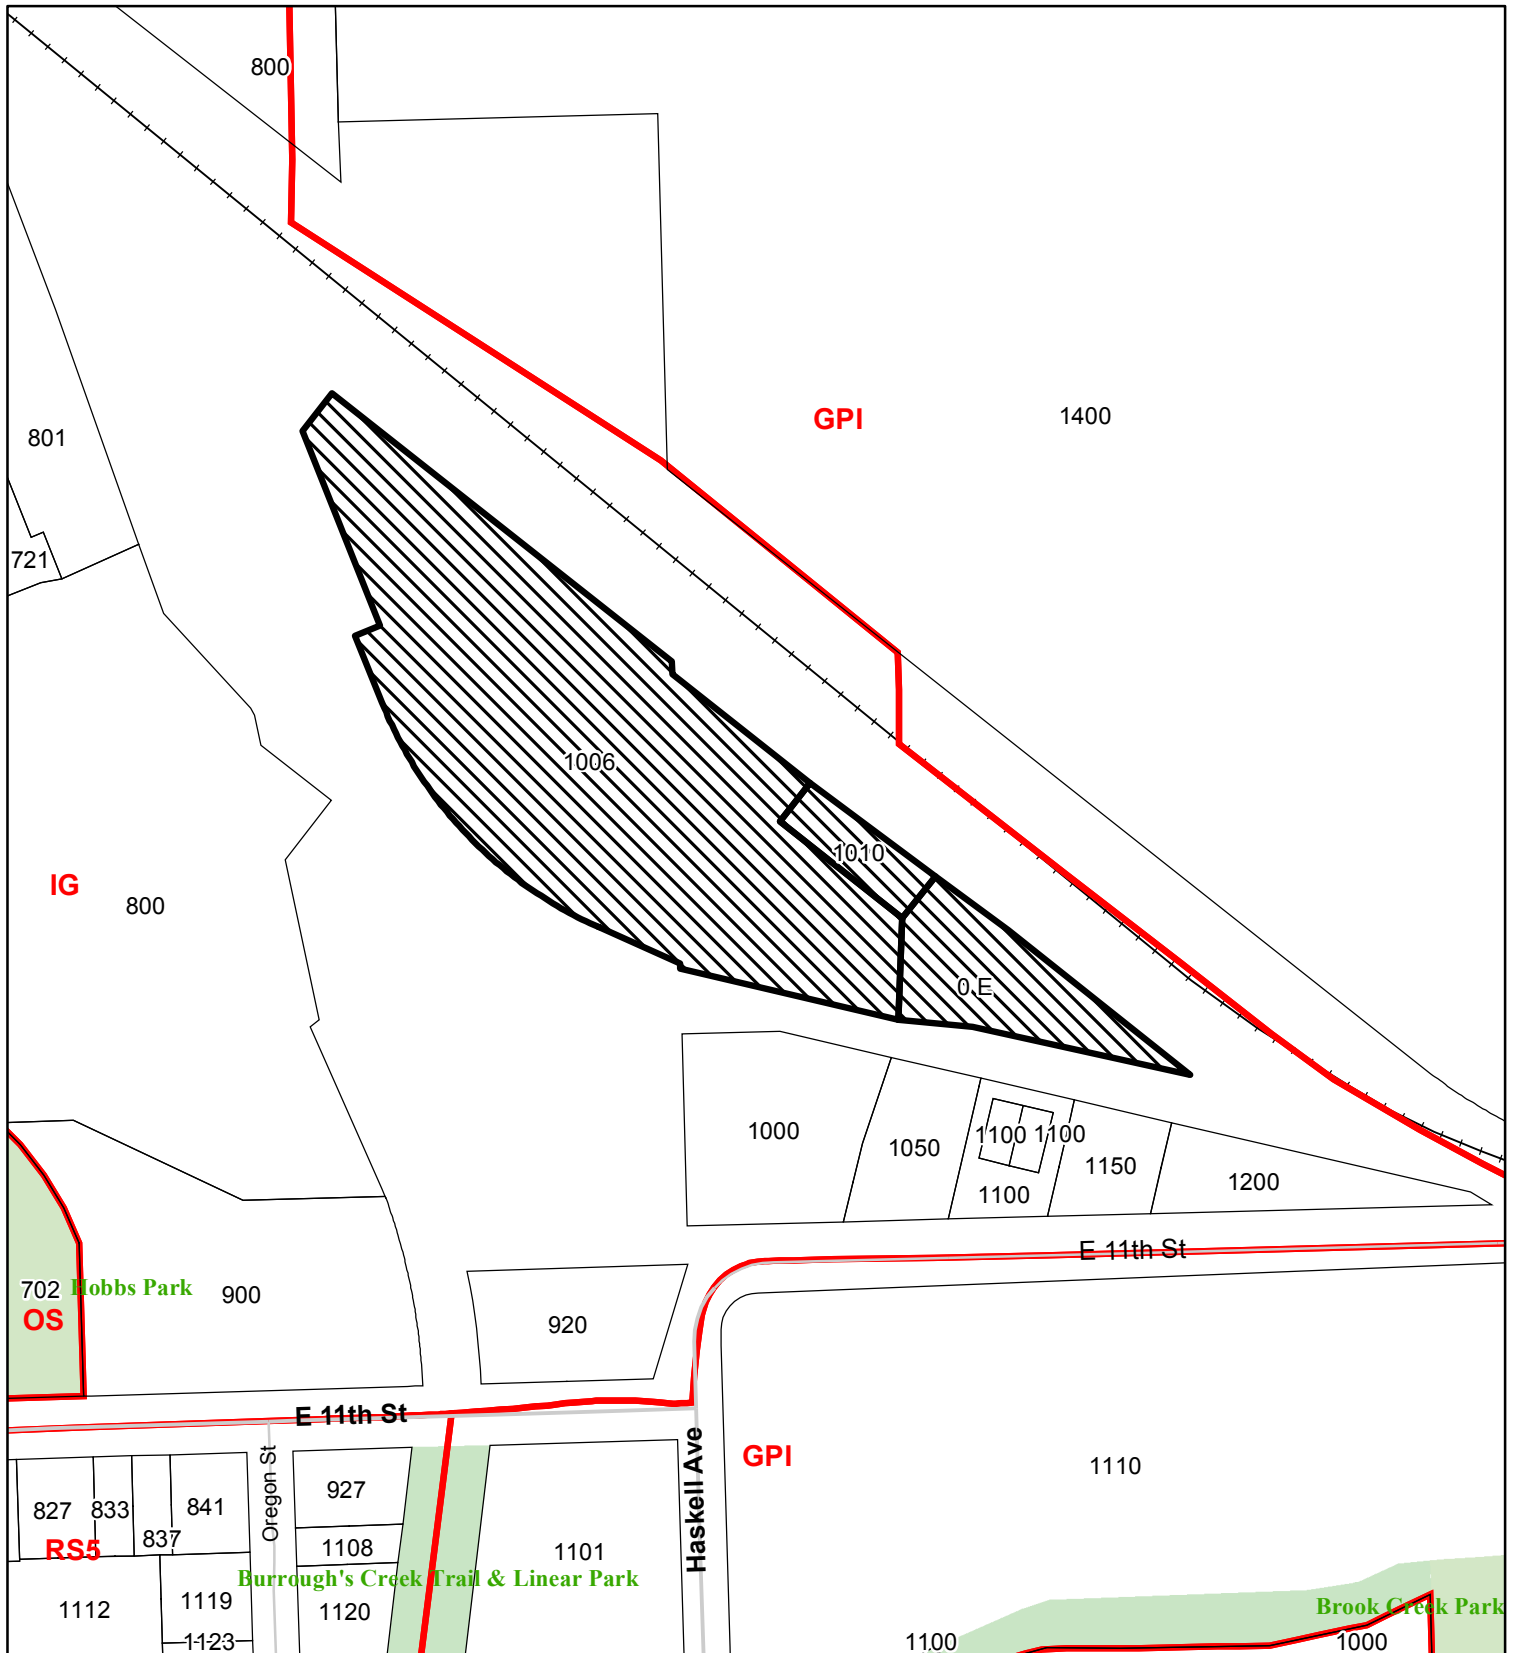 800
GPI
1400
801
721
1006
1010
IG
800
0 E
1000
1100
1100
1050
1150
1200
1100
E 11th St
702
Hobbs Park
900
OS
920
E 11th St
Haskell Ave
Oregon St
GPI
1110
927
827
833
841
837
RS5
1108
1101
Burrough's Creek Trail & Linear Park
1119
1112
1120
Brook Creek Park
1123
1100
1000